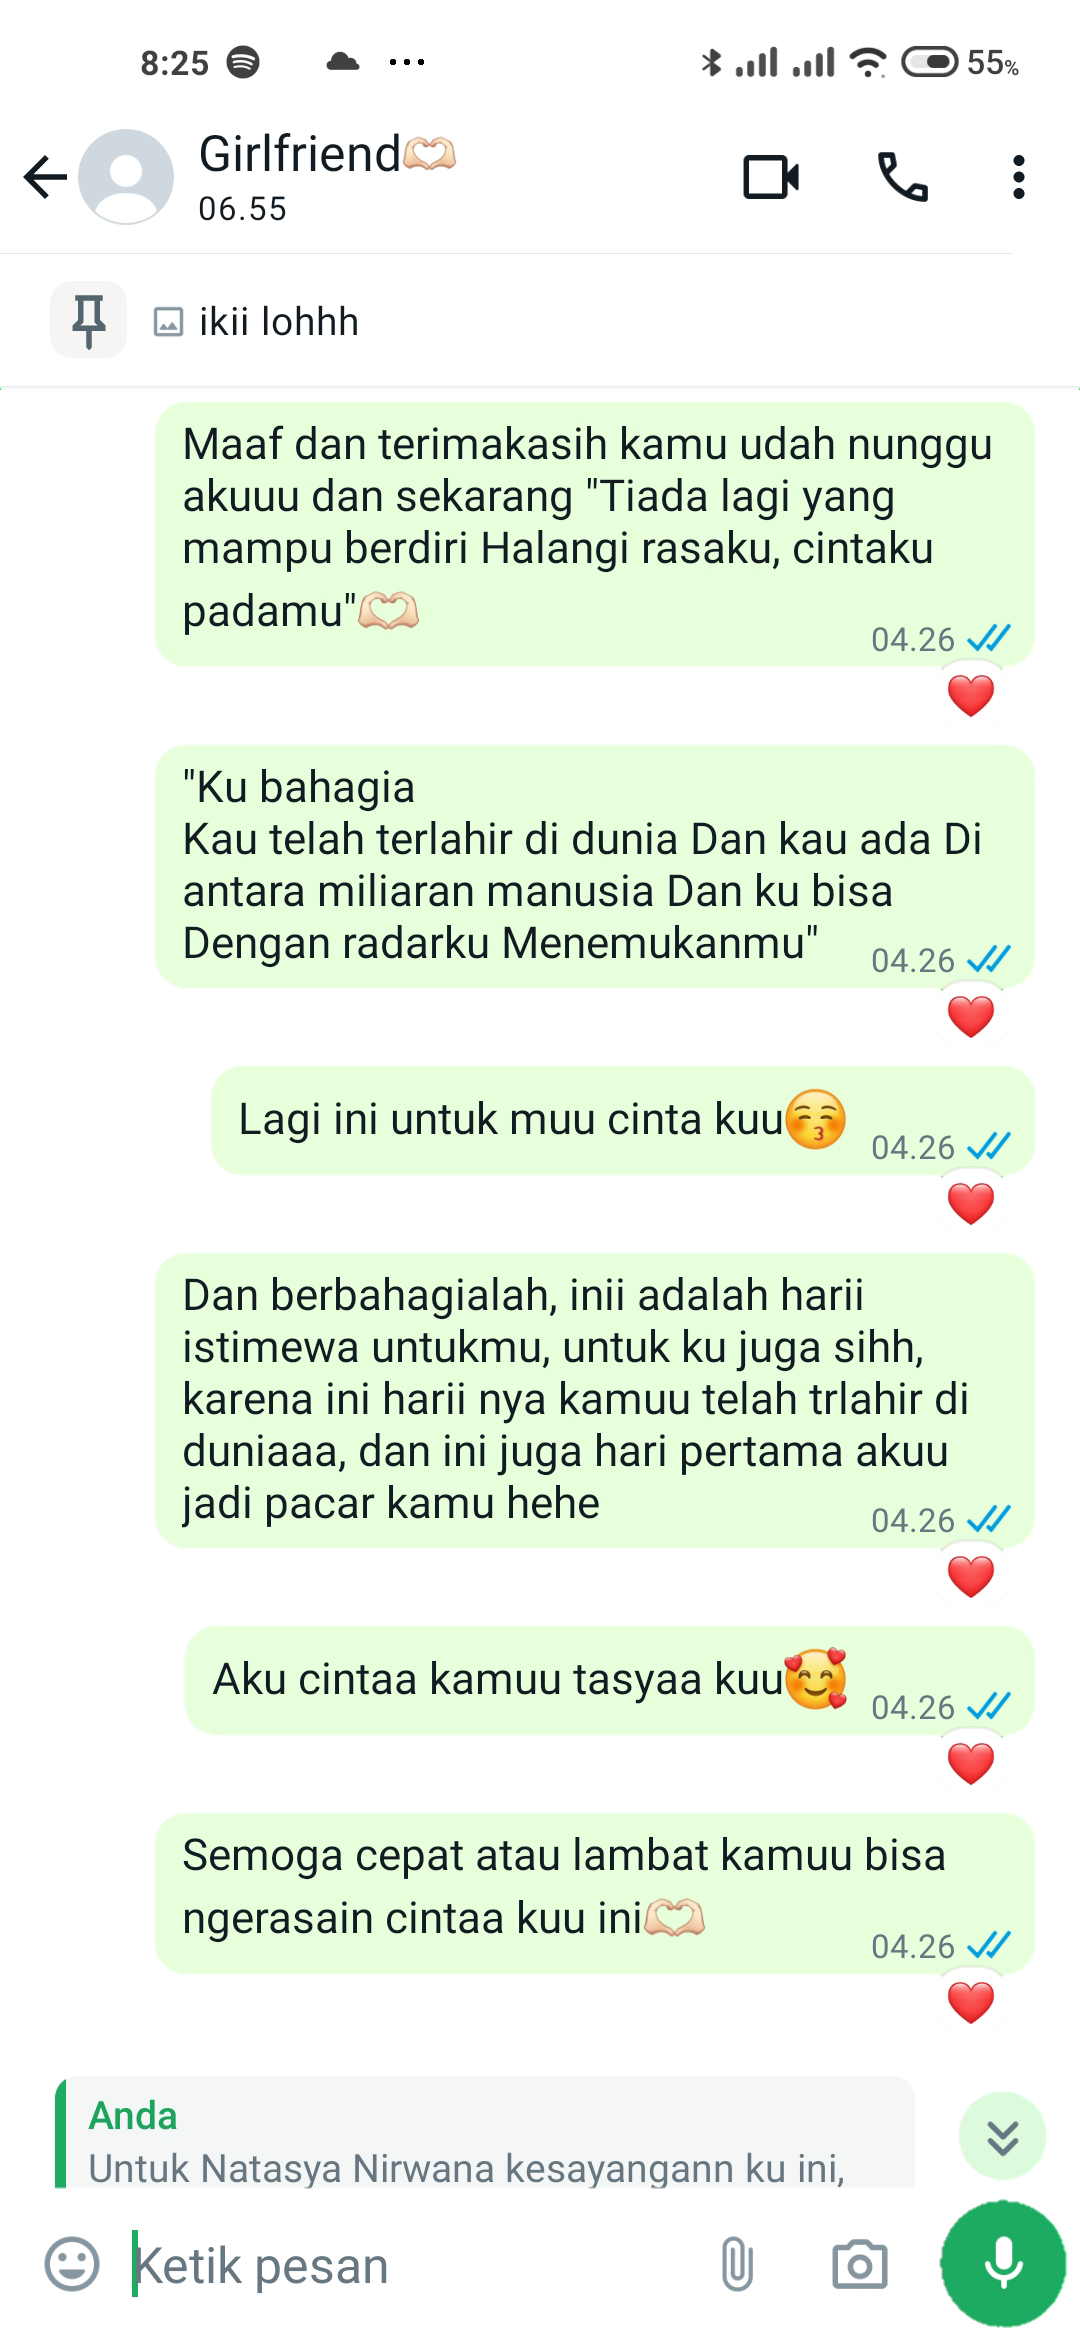 8:25 55%
Girlfriend🫶🏻
06.55
ikii lohhh
Maaf dan terimakasih kamu udah nunggu
akuuu dan sekarang "Tiada lagi yang
mampu berdiri Halangi rasaku, cintaku
padamu"🫶🏻
04.26
"Ku bahagia
Kau telah terlahir di dunia Dan kau ada Di
antara miliaran manusia Dan ku bisa
Dengan radarku Menemukanmu"
04.26
Lagi ini untuk muu cinta kuu😚
04.26
Dan berbahagialah, inii adalah harii
istimewa untukmu, untuk ku juga sihh,
karena ini harii nya kamuu telah trlahir di
duniaaa, dan ini juga hari pertama akuu
jadi pacar kamu hehe
04.26
Aku cintaa kamuu tasyaa kuu🥰
04.26
Semoga cepat atau lambat kamuu bisa
ngerasain cintaa kuu ini🫶🏻
04.26
Anda
Untuk Natasya Nirwana kesayangann ku ini,
Ketik pesan